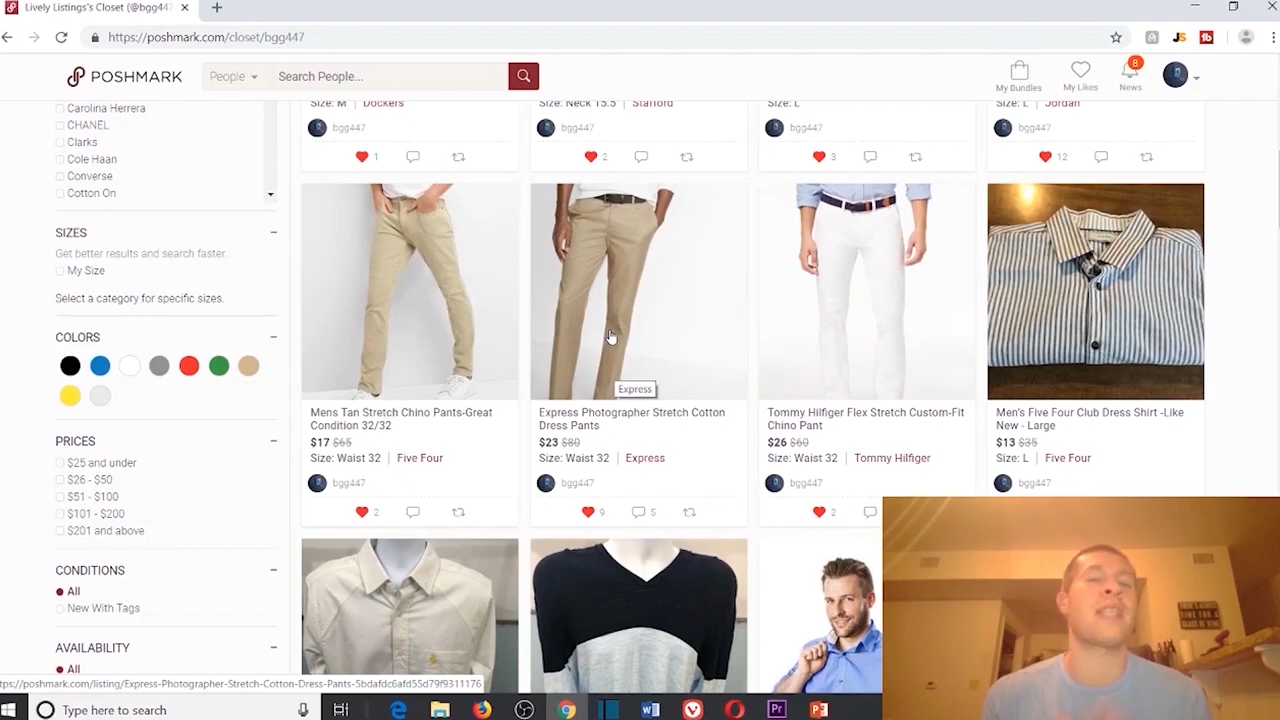 Lively Listings's Closet (@bgg447
https://poshmark.com/closet/bgg447
POSHMARK
People
Search People...
My Bundles
My Likes
8
News
Carolina Herrera
CHANEL
Clarks
Cole Haan
Converse
Cotton On
SIZES
Get better results and search faster.
My Size
Select a category for specific sizes.
COLORS
PRICES
$25 and under
$26 - $50
$51 - $100
$101 - $200
$201 and above
CONDITIONS
All
New With Tags
AVAILABILITY
All
Size: M Dockers
bgg447
1
Size: Neck 15.5 Stafford
bgg447
2
Size: L
bgg447
3
Size: L Jordan
bgg447
12
Mens Tan Stretch Chino Pants-Great
Condition 32/32
$17 $65
Size: Waist 32 Five Four
bgg447
2
Express
Express Photographer Stretch Cotton
Dress Pants
$23 $80
Size: Waist 32 Express
bgg447
9 5
Tommy Hilfiger Flex Stretch Custom-Fit
Chino Pant
$26 $60
Size: Waist 32 Tommy Hilfiger
bgg447
2
Men's Five Four Club Dress Shirt -Like
New - Large
$13 $35
Size: L Five Four
bgg447
ps://poshmark.com/listing/Express-Photographer-Stretch-Cotton-Dress-Pants-5bdafdc6afd55d79f9311176
Type here to search